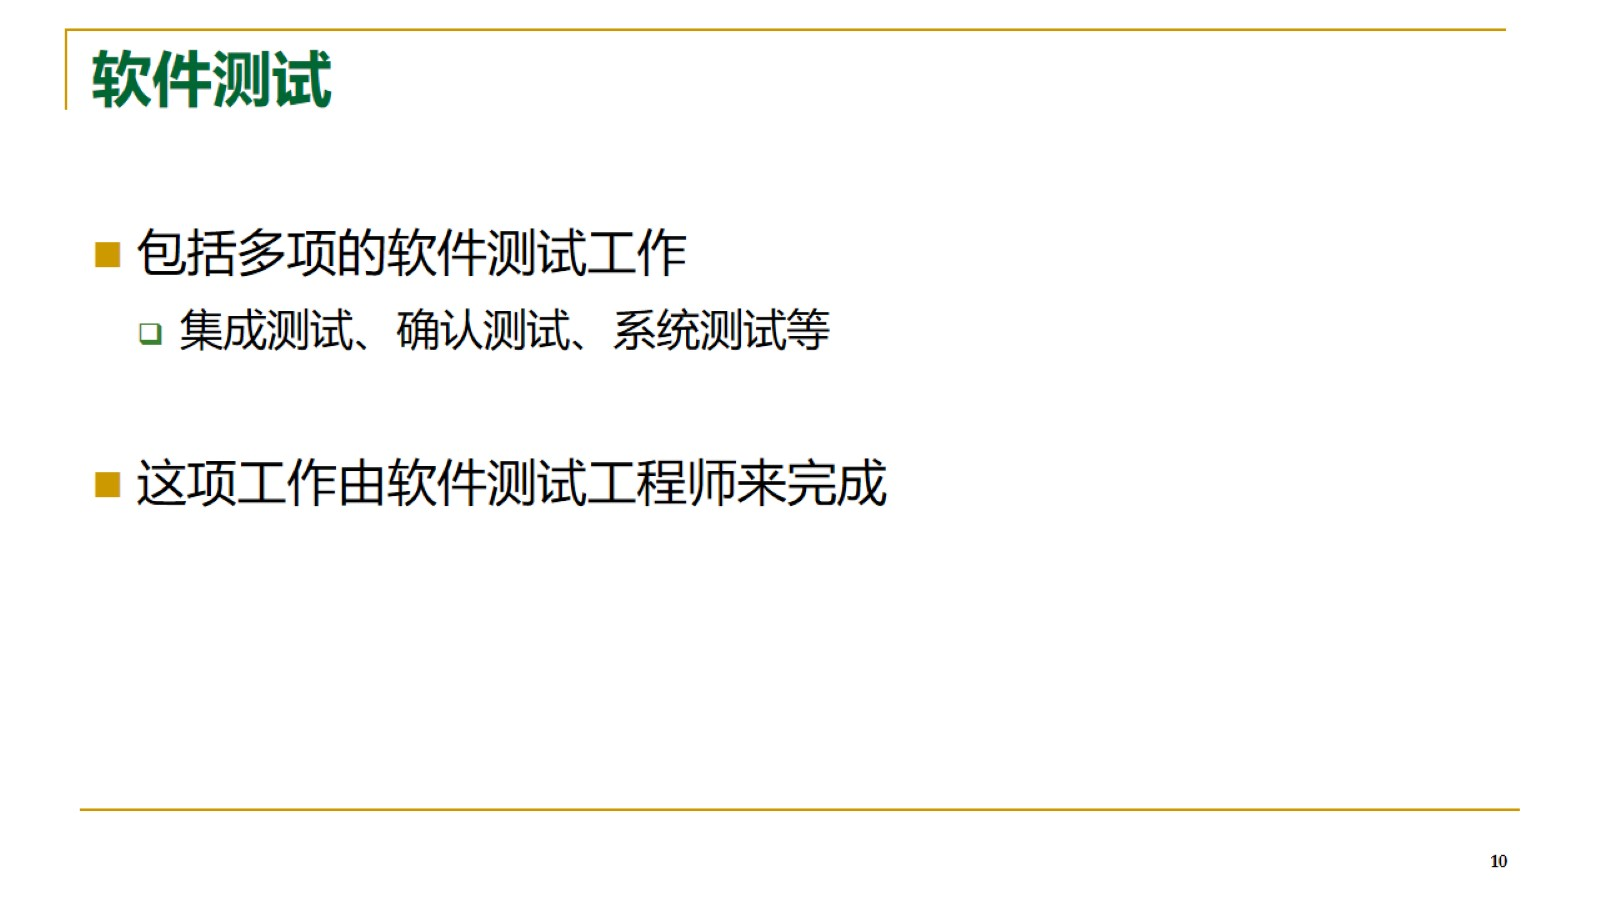 软件测试
包括多项的软件测试工作
集成测试、确认测试、系统测试等
这项工作由软件测试工程师来完成
10